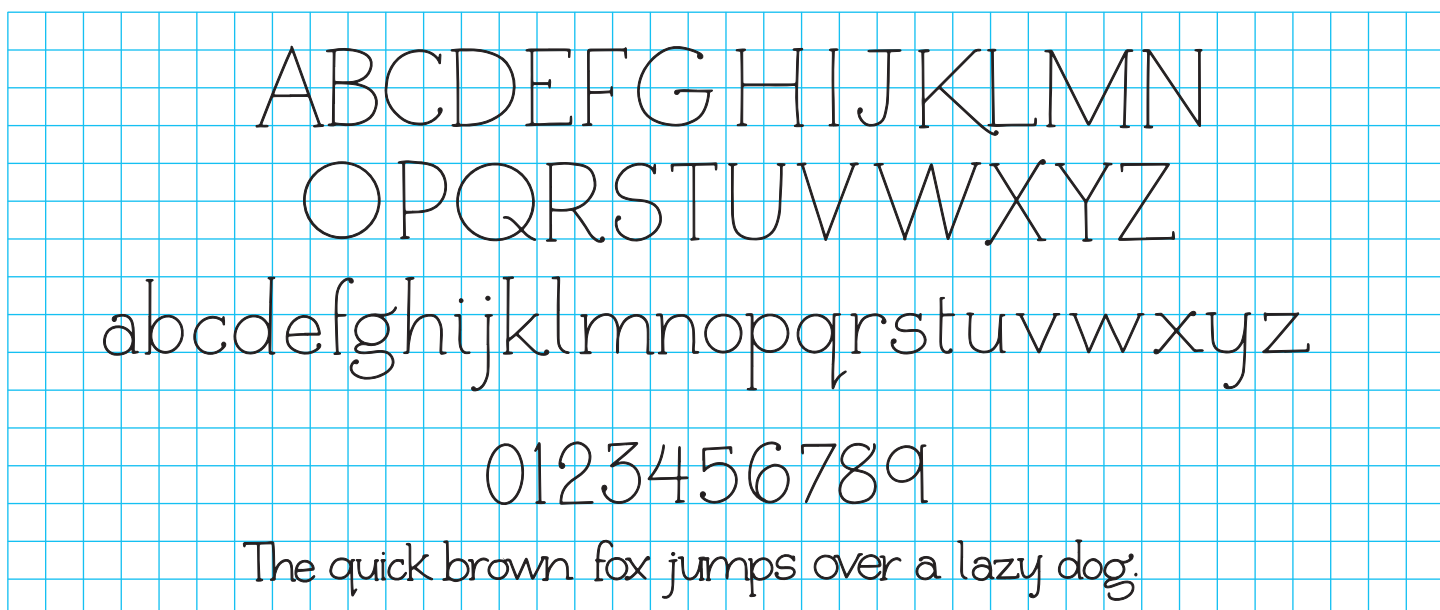 ABCDEFGHIJKLMN
OPQRSTUVWXYZ
abcdefghijklmnopqrstuvwxyz
0123456789
The quick brown fox jumps over a lazy dog.